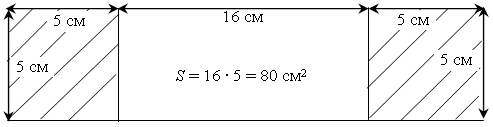 5 см 16 см 5 см
5 см 5 см
S = 16 · 5 = 80 см²